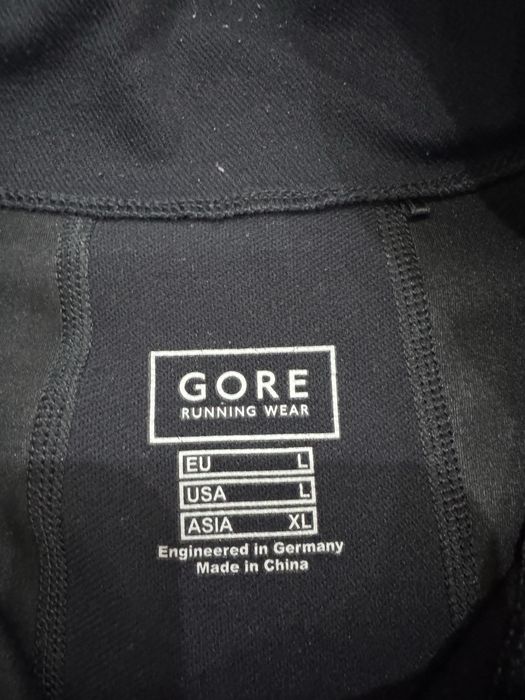 GORE
RUNNING WEAR
EU L
USA L
ASIA XL
Engineered in Germany
Made in China